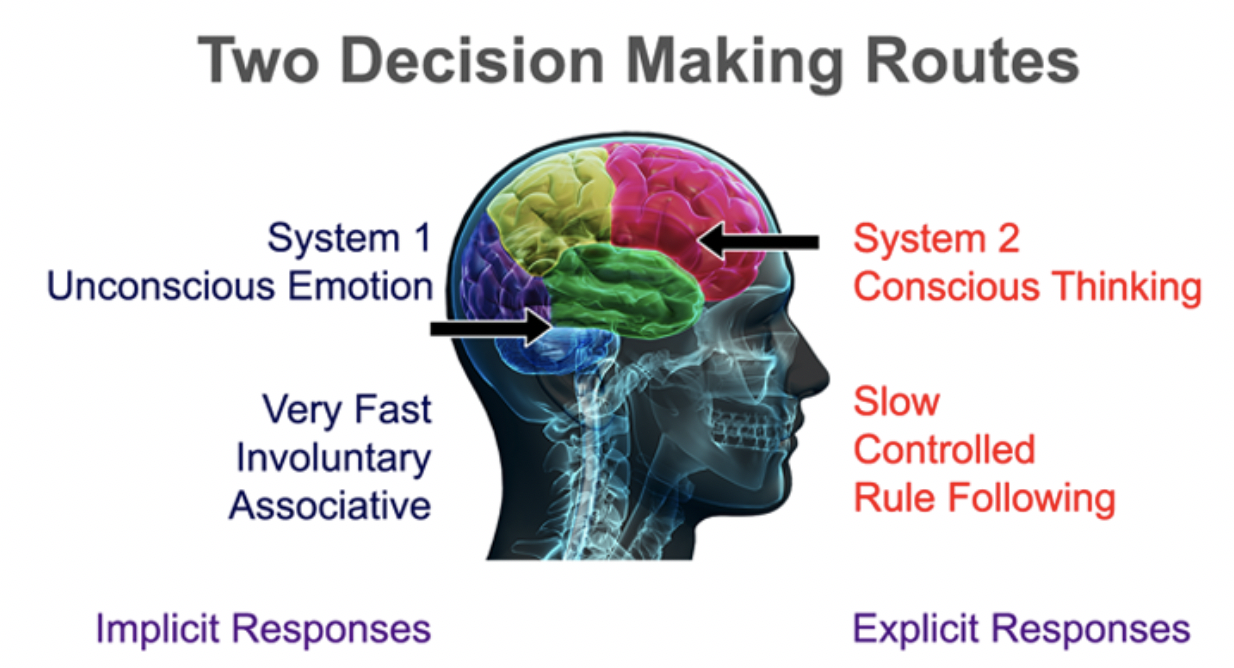 Two Decision Making Routes
System 1
Unconscious Emotion
Very Fast
Involuntary
Associative
Implicit Responses
System 2
Conscious Thinking
Slow
Controlled
Rule Following
Explicit Responses